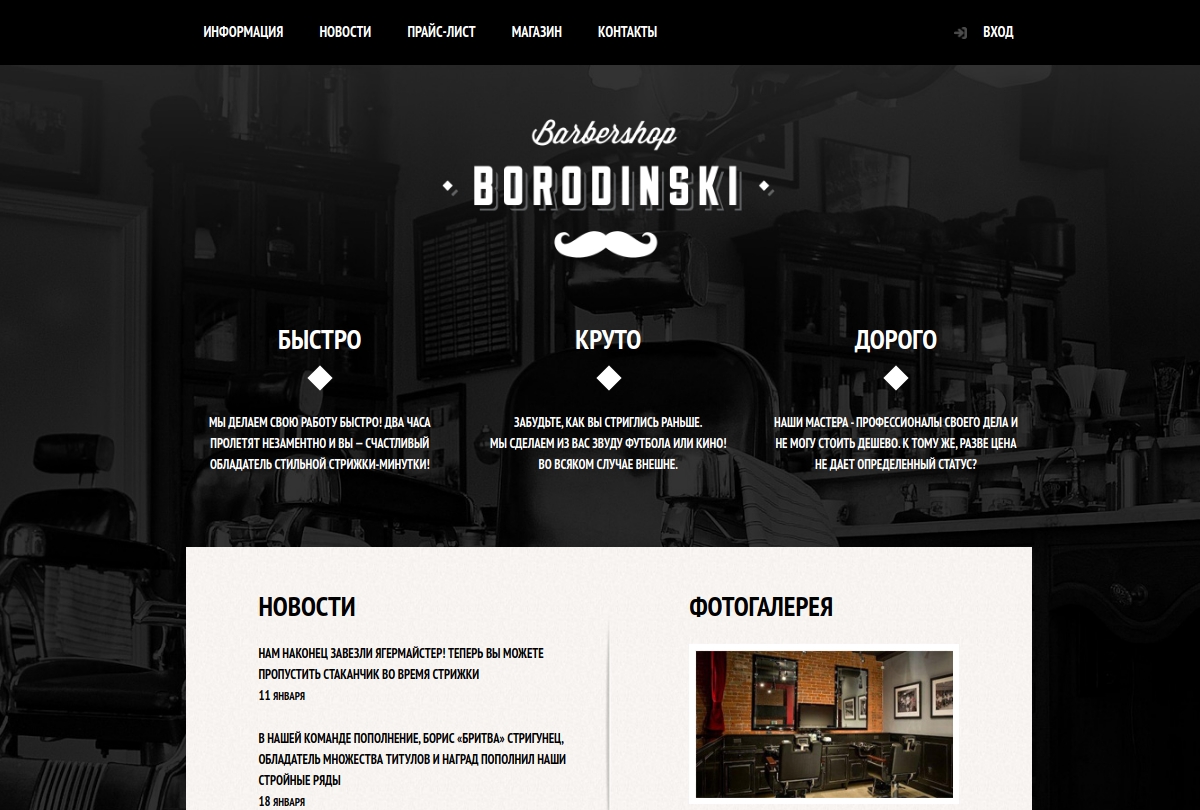 ИНФОРМАЦИЯ НОВОСТИ ПРАЙС-ЛИСТ МАГАЗИН КОНТАКТЫ ВХОД
Barbershop
BORODINSKI
БЫСТРО
МЫ ДЕЛАЕМ СВОЮ РАБОТУ БЫСТРО! ДВА ЧАСА
ПРОЛЕТЯТ НЕЗАМЕНТНО И ВЫ – СЧАСТЛИВЫЙ
ОБЛАДАТЕЛЬ СТИЛЬНОЙ СТРИЖКИ-МИНУТКИ!
КРУТО
ЗАБУДЬТЕ, КАК ВЫ СТРИГЛИСЬ РАНЬШЕ.
МЫ СДЕЛАЕМ ИЗ ВАС ЗВУДУ ФУТБОЛА ИЛИ КИНО!
ВО ВСЯКОМ СЛУЧАЕ ВНЕШНЕ.
ДОРОГО
НАШИ МАСТЕРА - ПРОФЕССИОНАЛЫ СВОЕГО ДЕЛА И
НЕ МОГУ СТОИТЬ ДЕШЕВО. К ТОМУ ЖЕ, РАЗВЕ ЦЕНА
НЕ ДАЕТ ОПРЕДЕЛЕННЫЙ СТАТУС?
НОВОСТИ
НАМ НАКОНЕЦ ЗАВЕЗЛИ ЯГЕРМАЙСТЕР! ТЕПЕРЬ ВЫ МОЖЕТЕ
ПРОПУСТИТЬ СТАКАНЧИК ВО ВРЕМЯ СТРИЖКИ
11 ЯНВАРЯ
В НАШЕЙ КОМАНДЕ ПОПОЛНЕНИЕ, БОРИС «БРИТВА» СТРИГУНЕЦ,
ОБЛАДАТЕЛЬ МНОЖЕСТВА ТИТУЛОВ И НАГРАД ПОПОЛНИЛ НАШИ
СТРОЙНЫЕ РЯДЫ
18 ЯНВАРЯ
ФОТОГАЛЕРЕЯ